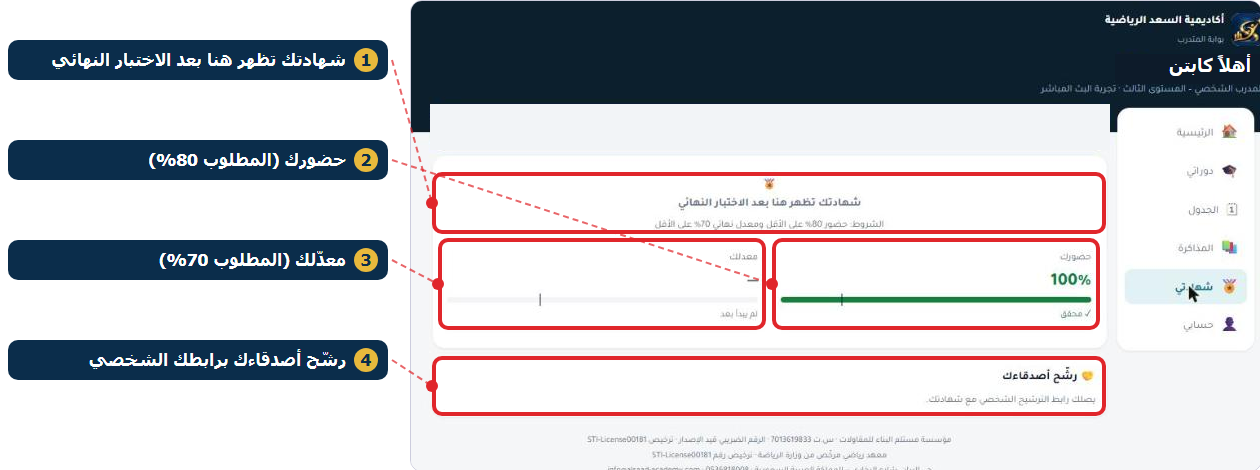 أكاديمية السعد الرياضية
بوابة المتدرب
أهلاً كابتن
المدرب الشخصي - المستوى الثالث · تجربة البث المباشر
الرئيسية
دوراتي
الجدول
المذاكرة
شهادتي
حسابي
1 شهادتك تظهر هنا بعد الاختبار النهائي
2 حضورك (المطلوب 80%)
3 معدّلك (المطلوب 70%)
4 رشّح أصدقاءك برابطك الشخصي
شهادتك تظهر هنا بعد الاختبار النهائي
الشروط: حضور 80% على الأقل ومعدل نهائي 70% على الأقل
حضورك
100%
✓ محقق
معدلك
—
لم يبدأ بعد
رشّح أصدقاءك
يصلك رابط الترشيح الشخصي مع شهادتك.
مؤسسة مستلم البناء للمقاولات · س.ت 7013619833 · الرقم الضريبي قيد الإصدار · ترخيص STI-License00181
معهد رياضي مرخّص من وزارة الرياضة · ترخيص رقم STI-License00181